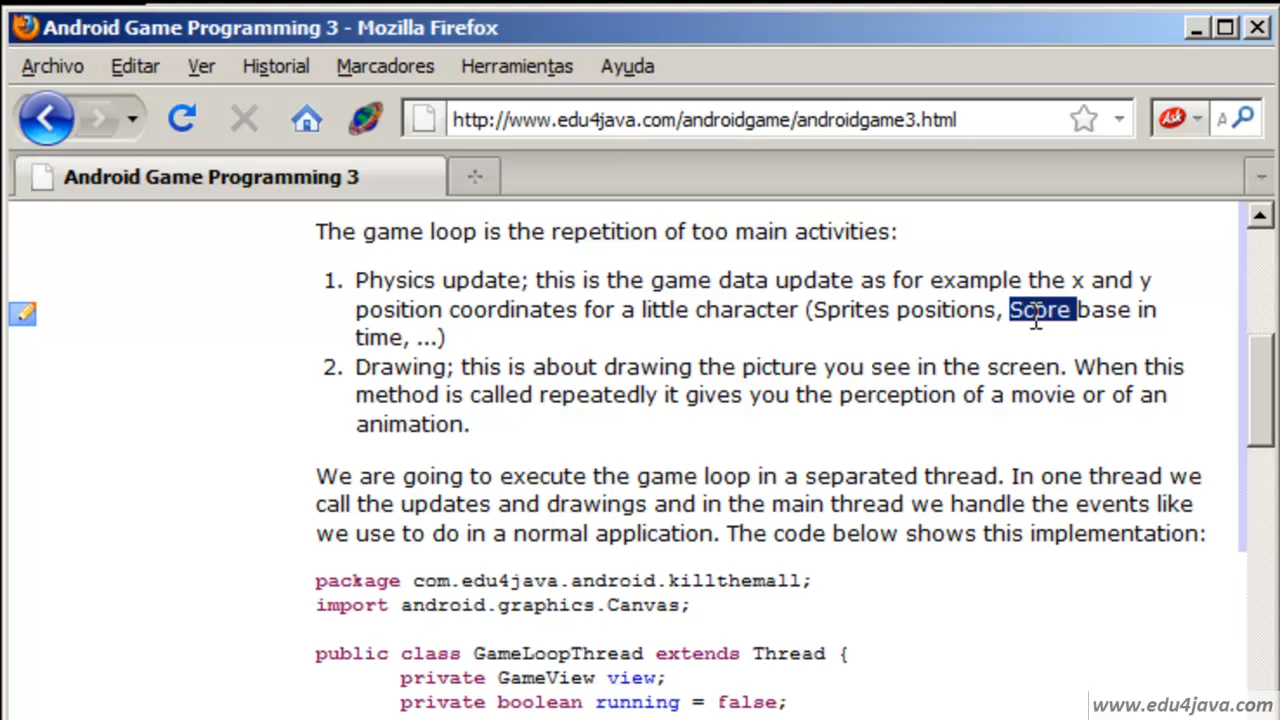 Android Game Programming 3 - Mozilla Firefox
Archivo Editar Ver Historial Marcadores Herramientas Ayuda
http://www.edu4java.com/androidgame/androidgame3.html
Ask A
Android Game Programming 3
The game loop is the repetition of too main activities:
1. Physics update; this is the game data update as for example the x and y
position coordinates for a little character (Sprites positions, Score base in
time, ...)
2. Drawing; this is about drawing the picture you see in the screen. When this
method is called repeatedly it gives you the perception of a movie or of an
animation.
We are going to execute the game loop in a separated thread. In one thread we
call the updates and drawings and in the main thread we handle the events like
we use to do in a normal application. The code below shows this implementation:
package com.edu4java.android.killthemall;
import android.graphics.Canvas;
public class GameLoopThread extends Thread {
private GameView view;
private boolean running = false;
www.edu4java.com